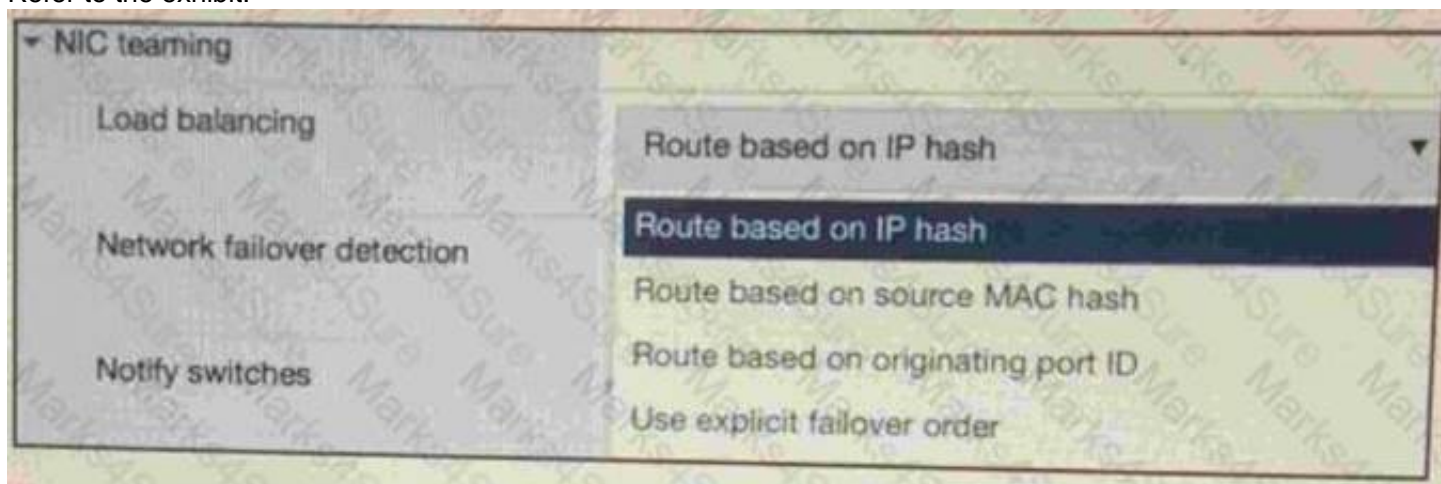 Refer to the exhibit.
NIC teaming
Load balancing
Route based on IP hash
Route based on IP hash
Network failover detection
Route based on source MAC hash
Route based on originating port ID
Notify switches
Use explicit failover order
Marks4Sure